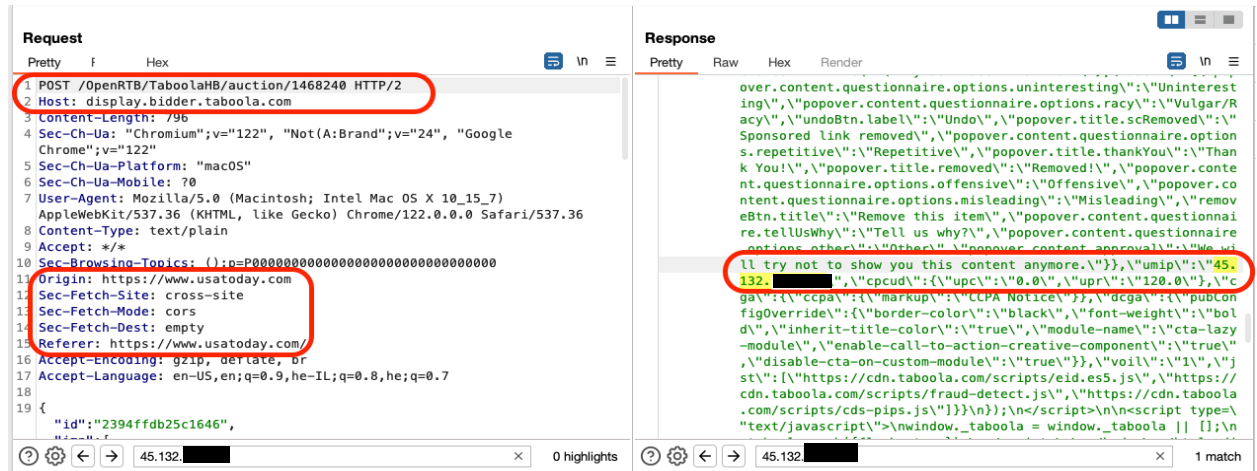 Request
Pretty
Hex
\n
1 POST /OpenRTB/TaboolaHB/auction/1468240 HTTP/2
2 Host: display.bidder.taboola.com
3 Content-Length: 796
4 Sec-Ch-Ua: "Chromium";v="122", "Not(A:Brand";v="24", "Google
Chrome";v="122"
5 Sec-Ch-Ua-Platform: "macOS"
6 Sec-Ch-Ua-Mobile: ?0
7 User-Agent: Mozilla/5.0 (Macintosh; Intel Mac OS X 10_15_7)
AppleWebKit/537.36 (KHTML, like Gecko) Chrome/122.0.0.0 Safari/537.36
8 Content-Type: text/plain
9 Accept: */*
10 Sec-Browsing-Topics: ();p=P0000000000000000000000000000000
11 Origin: https://www.usatoday.com
12 Sec-Fetch-Site: cross-site
13 Sec-Fetch-Mode: cors
14 Sec-Fetch-Dest: empty
15 Referer: https://www.usatoday.com/
16 Accept-Encoding: gzip, deflate, br
17 Accept-Language: en-US,en;q=0.9,he-IL;q=0.8,he;q=0.7
18
19 {
"id":"2394ffdb25c1646",
45.132.
0 highlights
Response
Pretty Raw Hex Render
\n
over.content.questionnaire.options.uninteresting\":\"Uninterest
ing\",\"popover.content.questionnaire.options.racy\":\"Vulgar/R
acy\",\"undoBtn.label\":\"Undo\",\"popover.title.scRemoved\":\"
Sponsored link removed\",\"popover.content.questionnaire.option
s.repetitive\":\"Repetitive\",\"popover.title.thankYou\":\"Than
k You!\",\"popover.title.removed\":\"Removed!\",\"popover.conte
nt.questionnaire.options.offensive\":\"Offensive\",\"popover.co
ntent.questionnaire.options.misleading\":\"Misleading\",\"remov
eBtn.title\":\"Remove this item\",\"popover.content.questionnai
re.tellUsWhy\":\"Tell us why?\",\"popover.content.questionnaire
.options.other\":\"Other\",\"popover.content.approval\":\"We wi
ll try not to show you this content anymore.\"}},\"umip\":\"45.
132. \",\"cpcud\":{\"upc\":\"0.0\",\"upr\":\"120.0\"},\"c
ga\":{\"ccpa\":{\"markup\":\"CCPA Notice\"}},\"dcga\":{\"pubCon
figOverride\":{\"border-color\":\"black\",\"font-weight\":\"bol
d\",\"inherit-title-color\":\"true\",\"module-name\":\"cta-lazy
-module\",\"enable-call-to-action-creative-component\":\"true\"
,\"disable-cta-on-custom-module\":\"true\"}},\"voil\":\"1\",\"j
st\":[\"https://cdn.taboola.com/scripts/eid.es5.js\",\"https://
cdn.taboola.com/scripts/fraud-detect.js\",\"https://cdn.taboola
.com/scripts/cds-pips.js\"]}}\n});\n</script>\n\n<script type=\
"text/javascript\">\nwindow._taboola = window._taboola || [];\n
45.132.
1 match